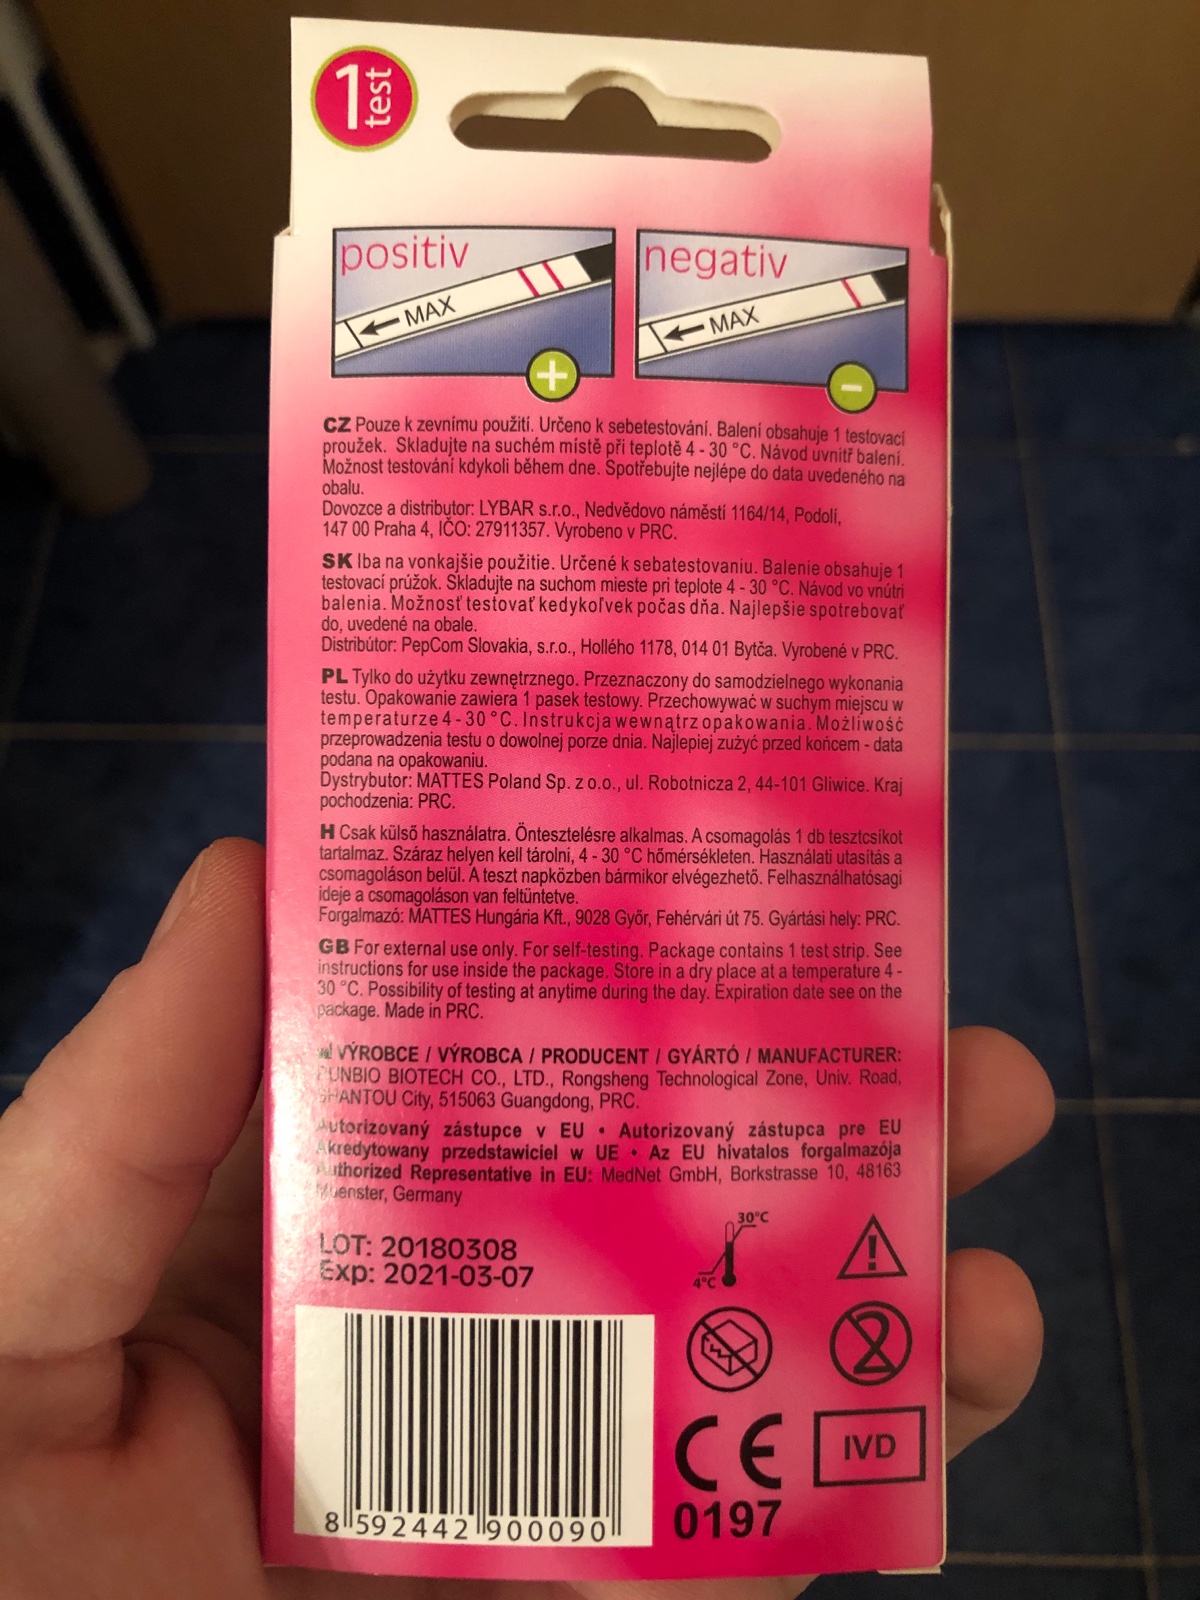 1 test
positiv
MAX
+
negativ
MAX
-
CZ Pouze k zevnímu použití. Určeno k sebetestování. Balení obsahuje 1 testovací
proužek. Skladujte na suchém místě při teplotě 4 - 30 °C. Návod uvnitř balení.
Možnost testování kdykoli během dne. Spotřebujte nejlépe do data uvedeného na
obalu.
Dovozce a distributor: LYBAR s.r.o., Nedvědovo náměstí 1164/14, Podolí,
147 00 Praha 4, IČO: 27911357. Vyrobeno v PRC.
SK Iba na vonkajšie použitie. Určené k sebatestovaniu. Balenie obsahuje 1
testovací prúžok. Skladujte na suchom mieste pri teplote 4 - 30 °C. Návod vo vnútri
balenia. Možnosť testovať kedykoľvek počas dňa. Najlepšie spotrebovať
do, uvedené na obale.
Distribútor: PepCom Slovakia, s.r.o., Hollého 1178, 014 01 Bytča. Vyrobené v PRC.
PL Tylko do użytku zewnętrznego. Przeznaczony do samodzielnego wykonania
testu. Opakowanie zawiera 1 pasek testowy. Przechowywać w suchym miejscu w
temperaturze 4 - 30 °C. Instrukcja wewnątrz opakowania. Możliwość
przeprowadzenia testu o dowolnej porze dnia. Najlepiej zużyć przed końcem - data
podana na opakowaniu.
Dystrybutor: MATTES Poland Sp. z o.o., ul. Robotnicza 2, 44-101 Gliwice. Kraj
pochodzenia: PRC.
H Csak külső használatra. Öntesztelésre alkalmas. A csomagolás 1 db tesztcsíkot
tartalmaz. Száraz helyen kell tárolni, 4 - 30 °C hőmérsékleten. Használati utasítás a
csomagoláson belül. A teszt napközben bármikor elvégezhető. Felhasználhatósagi
ideje a csomagoláson van feltüntetve.
Forgalmazó: MATTES Hungária Kft., 9028 Győr, Fehérvári út 75. Gyártási hely: PRC.
GB For external use only. For self-testing. Package contains 1 test strip. See
instructions for use inside the package. Store in a dry place at a temperature 4 -
30 °C. Possibility of testing at anytime during the day. Expiration date see on the
package. Made in PRC.
VÝROBCE / VÝROBCA / PRODUCENT / GYÁRTÓ / MANUFACTURER:
BIOTECH CO., LTD., Rongsheng Technological Zone, Univ. Road,
SHANTOU City, 515063 Guangdong, PRC.
Autorizovaný zástupce v EU • Autorizovaný zástupca pre EU
Akredytowany przedstawiciel w UE • Az EU hivatalos forgalmazója
Authorized Representative in EU: MedNet GmbH, Borkstrasse 10, 48163
Muenster, Germany
LOT: 20180308
Exp: 2021-03-07
30°C
4°C
2
CE
0197
IVD
8 592442 900090